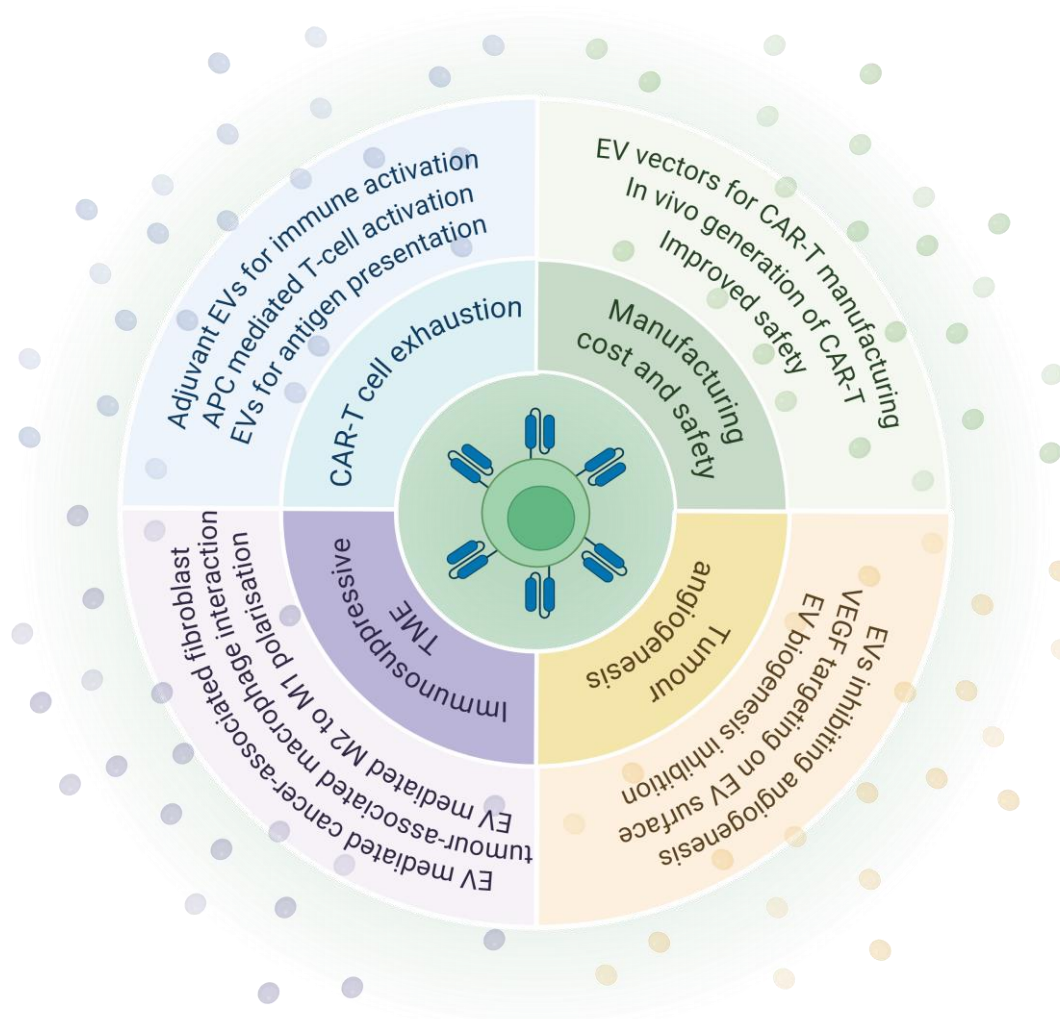 Adjuvant EVs for immune activation
APC mediated T-cell activation
EVs for antigen presentation
CAR-T cell exhaustion
EV vectors for CAR-T manufacturing
In vivo generation of CAR-T
Improved safety
Manufacturing
cost and safety
Immunosuppressive
TME
EV mediated cancer-associated fibroblast
tumour-associated macrophage interaction
EV mediated M2 to M1 polarisation
Tumour
angiogenesis
EVs inhibiting angiogenesis
VEGF targeting on EV surface
EV biogenesis inhibition